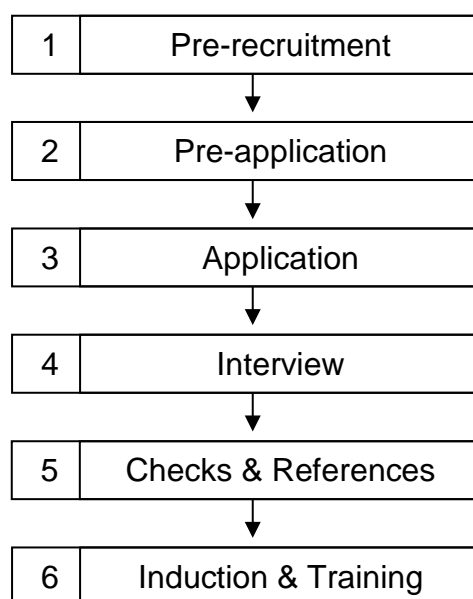 1 Pre-recruitment
2 Pre-application
3 Application
4 Interview
5 Checks & References
6 Induction & Training